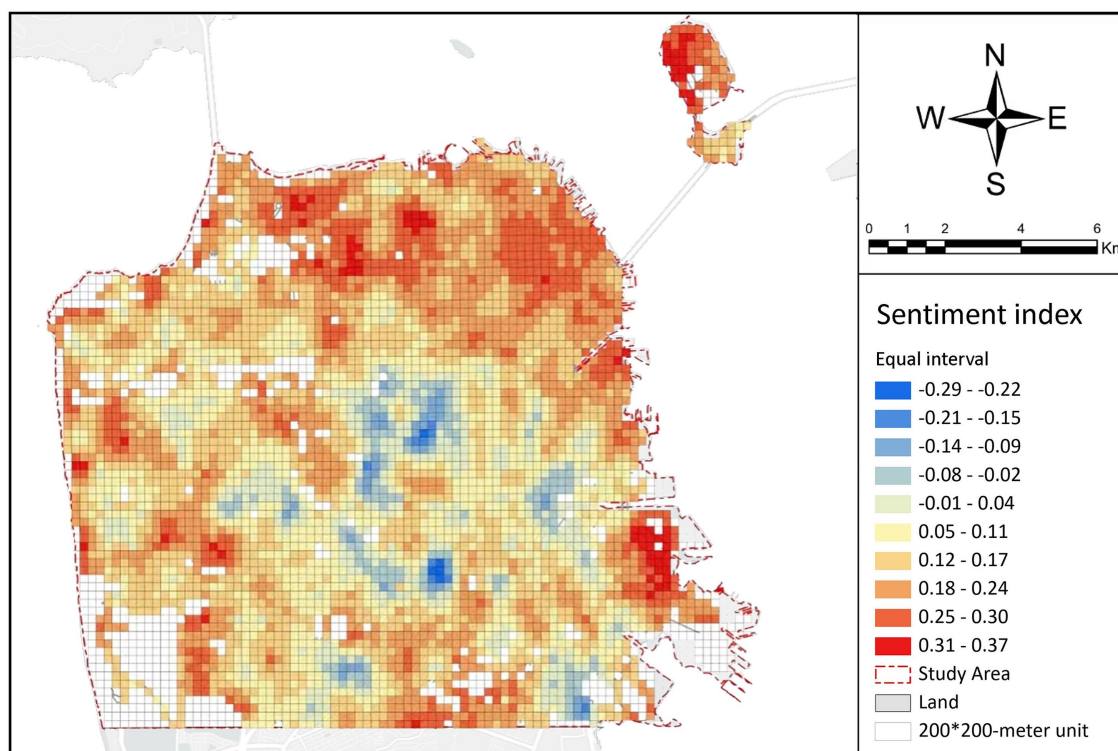 N
W E
S
0 1 2 4 6
Km
Sentiment index
Equal interval
-0.29 - -0.22
-0.21 - -0.15
-0.14 - -0.09
-0.08 - -0.02
-0.01 - 0.04
0.05 - 0.11
0.12 - 0.17
0.18 - 0.24
0.25 - 0.30
0.31 - 0.37
Study Area
Land
200*200-meter unit